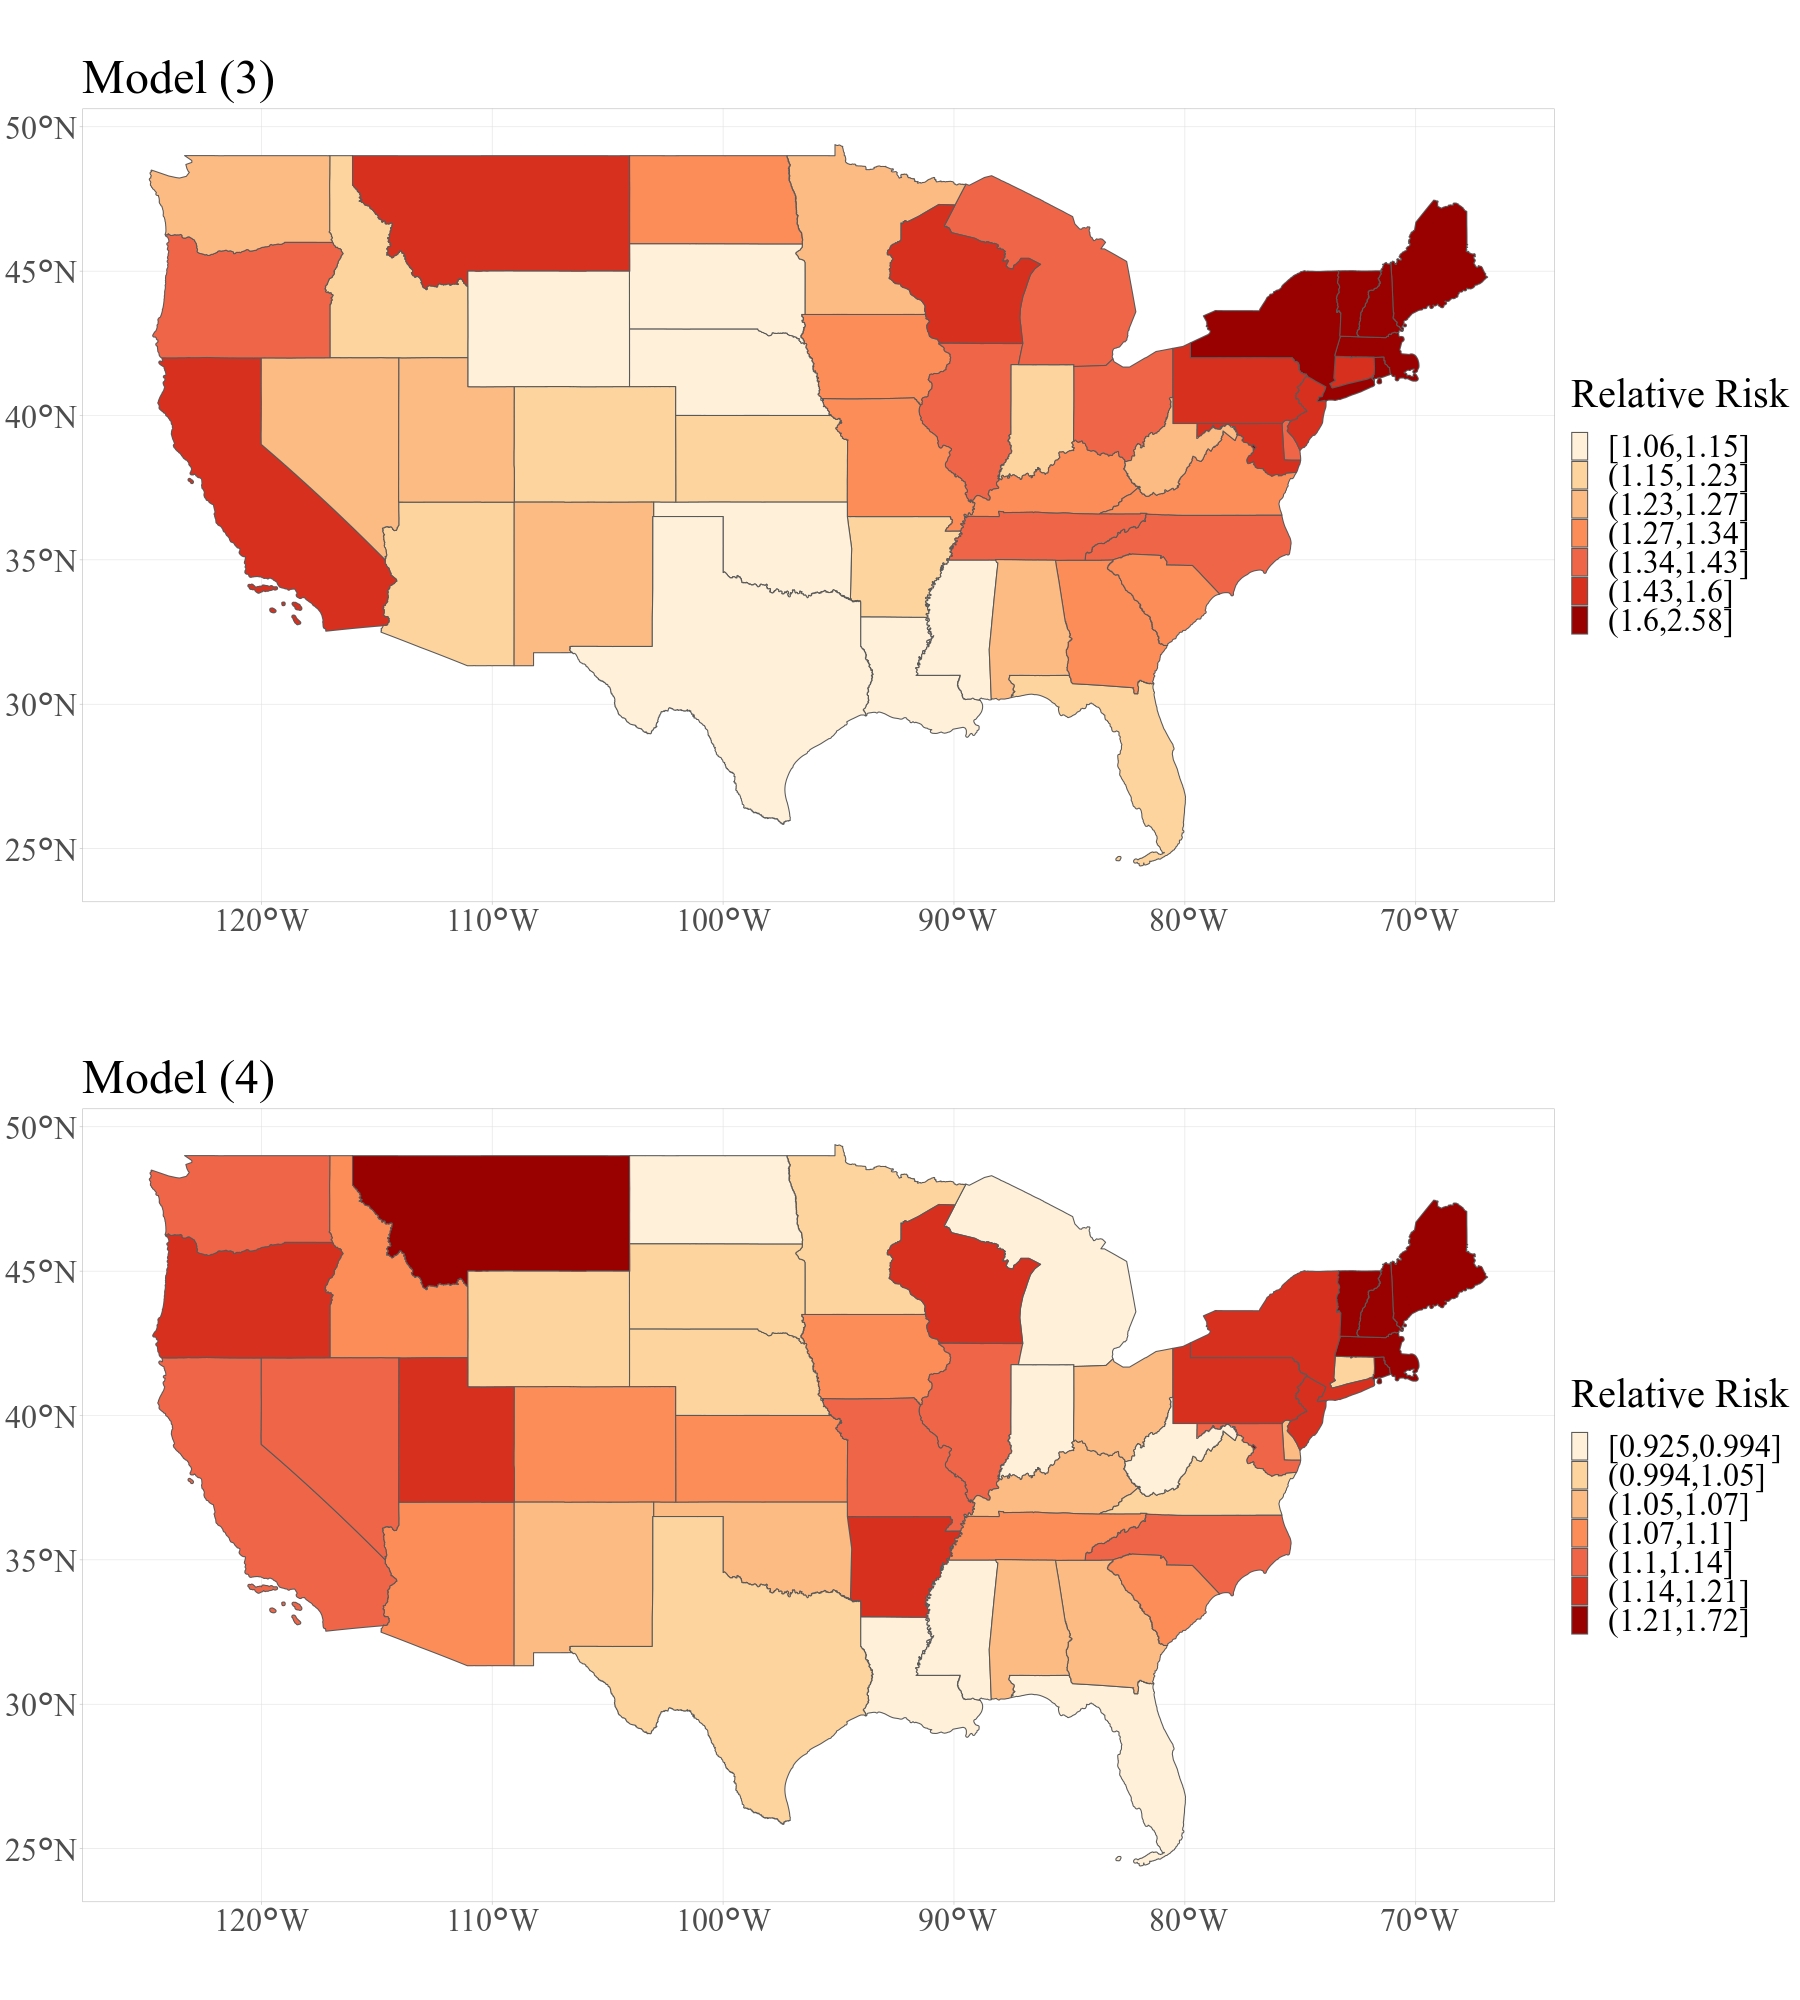 Model (3)
50°N
45°N
40°N
35°N
30°N
25°N
120°W 110°W 100°W 90°W 80°W 70°W
Relative Risk
[1.06,1.15]
(1.15,1.23]
(1.23,1.27]
(1.27,1.34]
(1.34,1.43]
(1.43,1.6]
(1.6,2.58]
Model (4)
50°N
45°N
40°N
35°N
30°N
25°N
120°W 110°W 100°W 90°W 80°W 70°W
Relative Risk
[0.925,0.994]
(0.994,1.05]
(1.05,1.07]
(1.07,1.1]
(1.1,1.14]
(1.14,1.21]
(1.21,1.72]